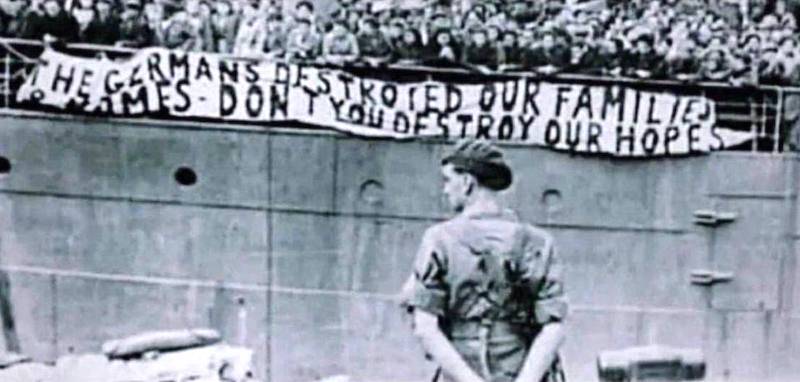 THE GERMANS DESTROYED OUR FAMILIES
& HOMES - DON'T YOU DESTROY OUR HOPES